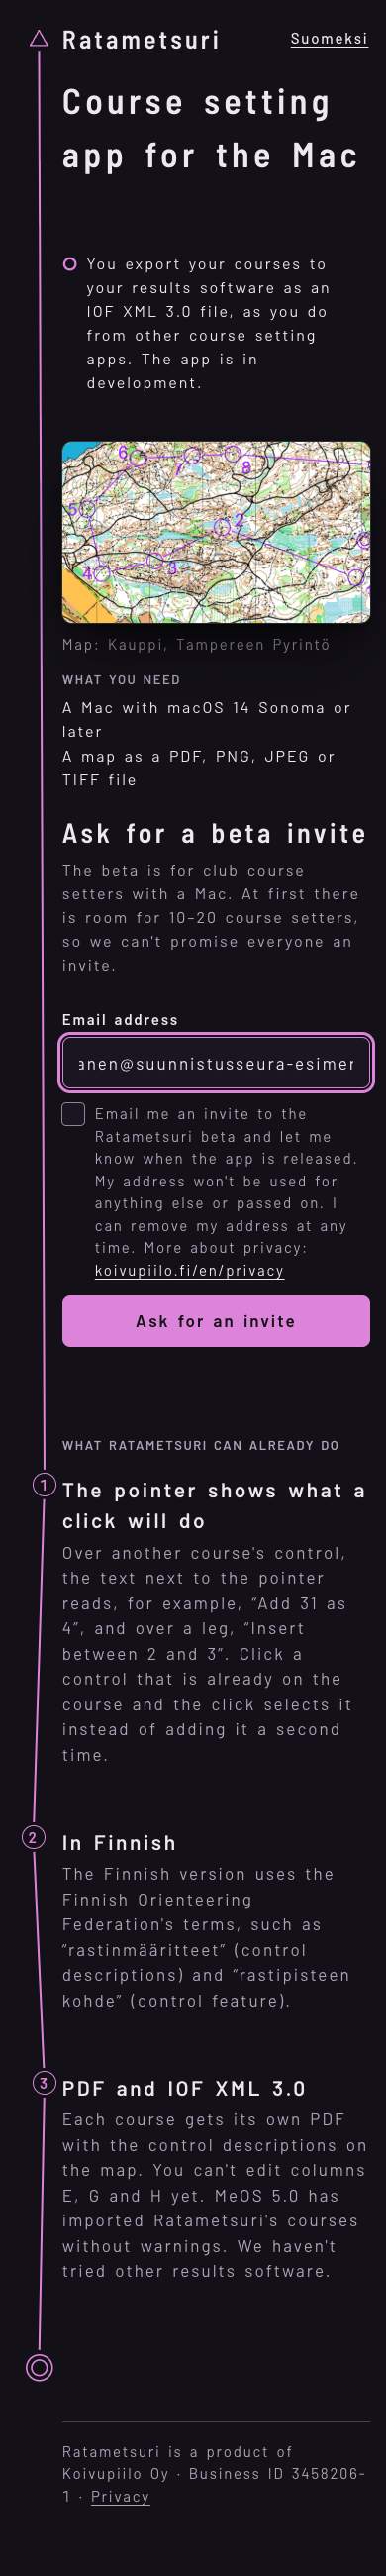 Ratametsuri
Suomeksi
Course setting
app for the Mac
You export your courses to
your results software as an
IOF XML 3.0 file, as you do
from other course setting
apps. The app is in
development.
6
7
8
5
2
4
3
Map: Kauppi, Tampereen Pyrintö
WHAT YOU NEED
A Mac with macOS 14 Sonoma or
later
A map as a PDF, PNG, JPEG or
TIFF file
Ask for a beta invite
The beta is for club course
setters with a Mac. At first there
is room for 10–20 course setters,
so we can't promise everyone an
invite.
Email address
anen@suunnistusseura-esimer
Email me an invite to the
Ratametsuri beta and let me
know when the app is released.
My address won't be used for
anything else or passed on. I
can remove my address at any
time. More about privacy:
koivupiilo.fi/en/privacy
Ask for an invite
WHAT RATAMETSURI CAN ALREADY DO
1
The pointer shows what a
click will do
Over another course's control,
the text next to the pointer
reads, for example, “Add 31 as
4”, and over a leg, “Insert
between 2 and 3”. Click a
control that is already on the
course and the click selects it
instead of adding it a second
time.
2
In Finnish
The Finnish version uses the
Finnish Orienteering
Federation's terms, such as
“rastinmääritteet” (control
descriptions) and “rastipisteen
kohde” (control feature).
3
PDF and IOF XML 3.0
Each course gets its own PDF
with the control descriptions on
the map. You can't edit columns
E, G and H yet. MeOS 5.0 has
imported Ratametsuri's courses
without warnings. We haven't
tried other results software.
Ratametsuri is a product of
Koivupiilo Oy · Business ID 3458206-
1 · Privacy